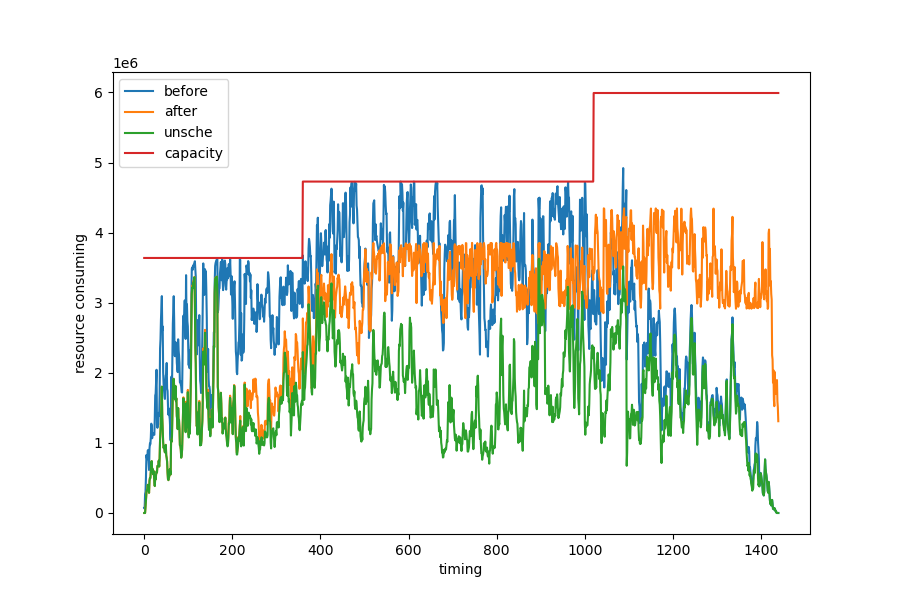 1e6
before
after
unsche
capacity
resource consuming
6
5
4
3
2
1
0
0 200 400 600 800 1000 1200 1400
timing